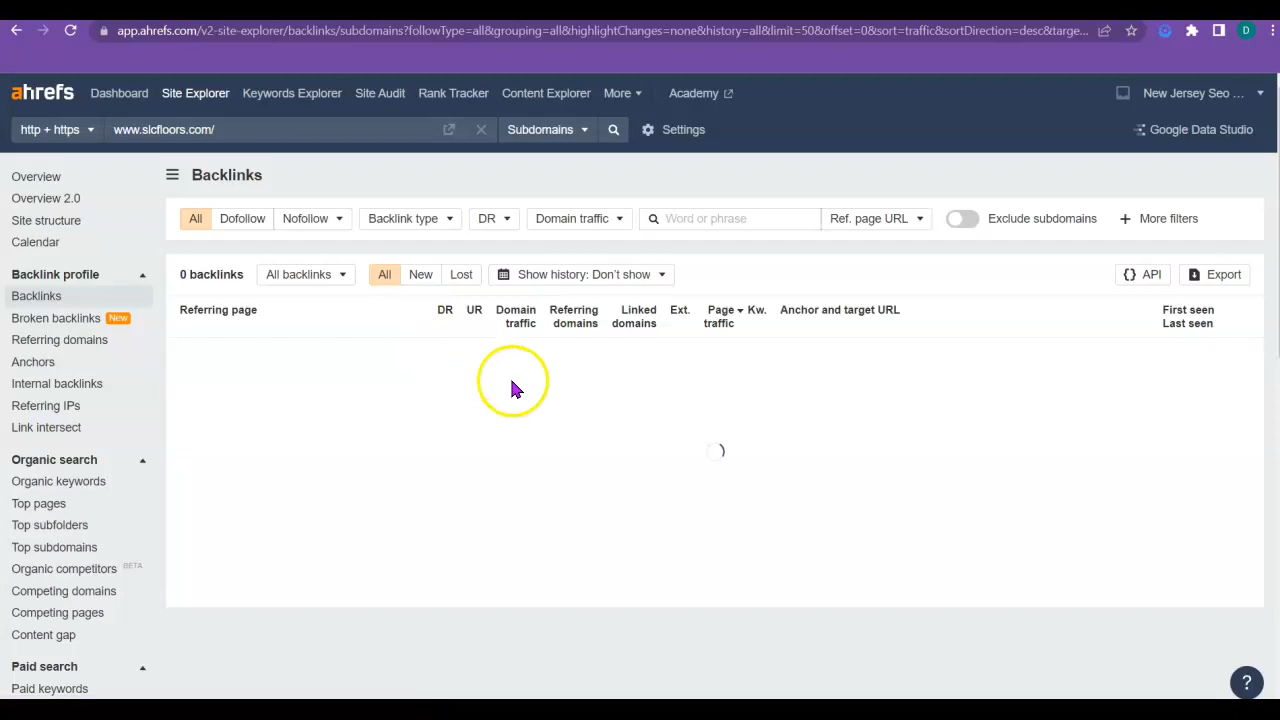 app.ahrefs.com/v2-site-explorer/backlinks/subdomains?followType=all&grouping=all&highlightChanges=none&history=all&limit=50&offset=0&sort=traffic&sortDirection=desc&targe...
D
ahrefs Dashboard Site Explorer Keywords Explorer Site Audit Rank Tracker Content Explorer More Academy New Jersey Seo ...
http + https www.slcfloors.com/ Subdomains Settings Google Data Studio
Overview
Overview 2.0
Site structure
Calendar
Backlink profile
Backlinks
Broken backlinks New
Referring domains
Anchors
Internal backlinks
Referring IPs
Link intersect
Organic search
Organic keywords
Top pages
Top subfolders
Top subdomains
Organic competitors BETA
Competing domains
Competing pages
Content gap
Paid search
Paid keywords
Backlinks
All Dofollow Nofollow Backlink type DR Domain traffic Word or phrase Ref. page URL Exclude subdomains + More filters
0 backlinks All backlinks All New Lost Show history: Don't show {} API Export
Referring page DR UR Domain Referring Linked Ext. Page Kw. Anchor and target URL First seen
traffic domains domains traffic Last seen
?